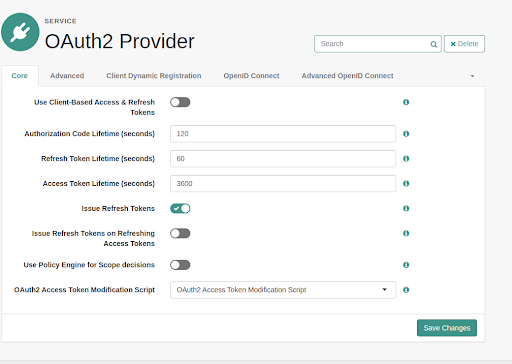 SERVICE
OAuth2 Provider
Search
Delete
Core
Advanced
Client Dynamic Registration
OpenID Connect
Advanced OpenID Connect
Use Client-Based Access & Refresh
Tokens
Authorization Code Lifetime (seconds)
120
Refresh Token Lifetime (seconds)
60
Access Token Lifetime (seconds)
3600
Issue Refresh Tokens
Issue Refresh Tokens on Refreshing
Access Tokens
Use Policy Engine for Scope decisions
OAuth2 Access Token Modification Script
OAuth2 Access Token Modification Script
Save Changes